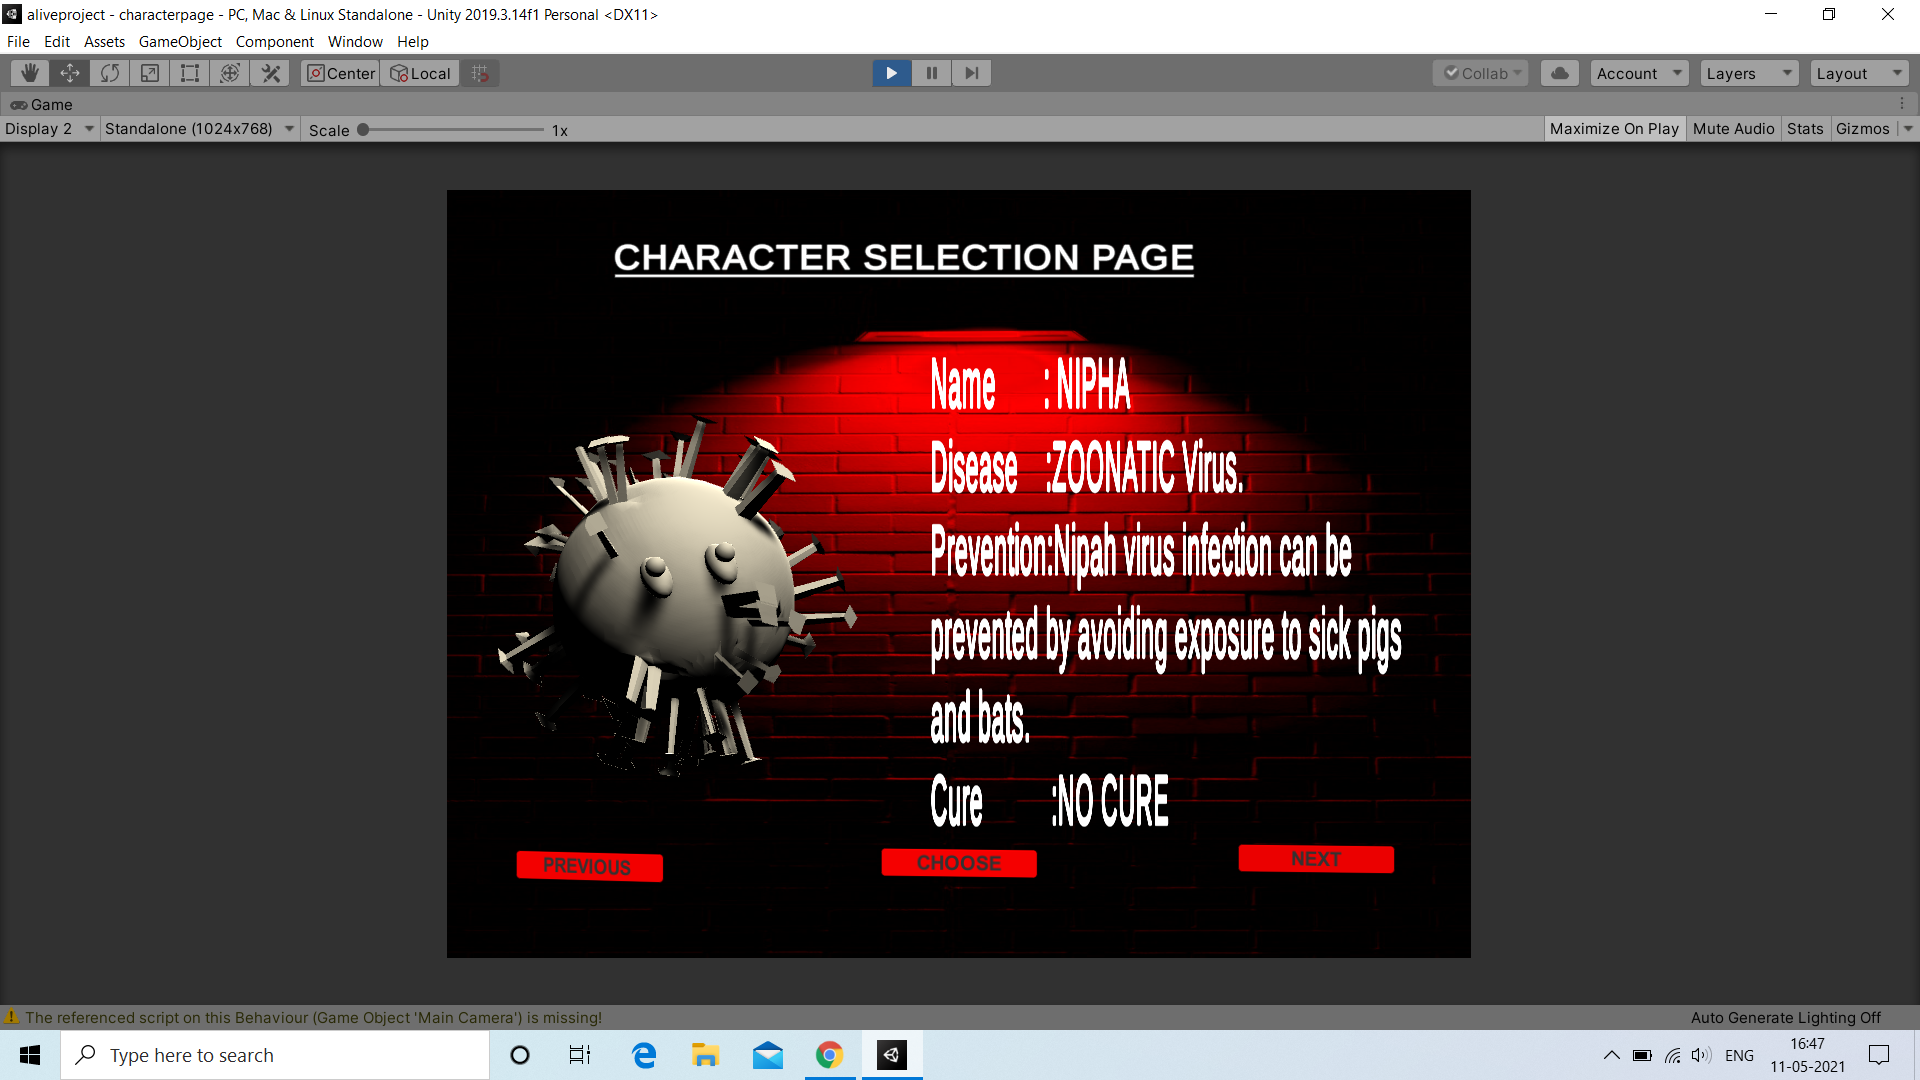 aliveproject - characterpage - PC, Mac & Linux Standalone - Unity 2019.3.14f1 Personal <DX11>
File Edit Assets GameObject Component Window Help
Center Local Collab Account Layers Layout
Game
Display 2 Standalone (1024x768) Scale 1x Maximize On Play Mute Audio Stats Gizmos
CHARACTER SELECTION PAGE
Name : NIPHA
Disease :ZOONATIC Virus.
Prevention:Nipah virus infection can be
prevented by avoiding exposure to sick pigs
and bats.
Cure :NO CURE
PREVIOUS CHOOSE NEXT
The referenced script on this Behaviour (Game Object 'Main Camera') is missing! Auto Generate Lighting Off
Type here to search ENG 16:47
11-05-2021